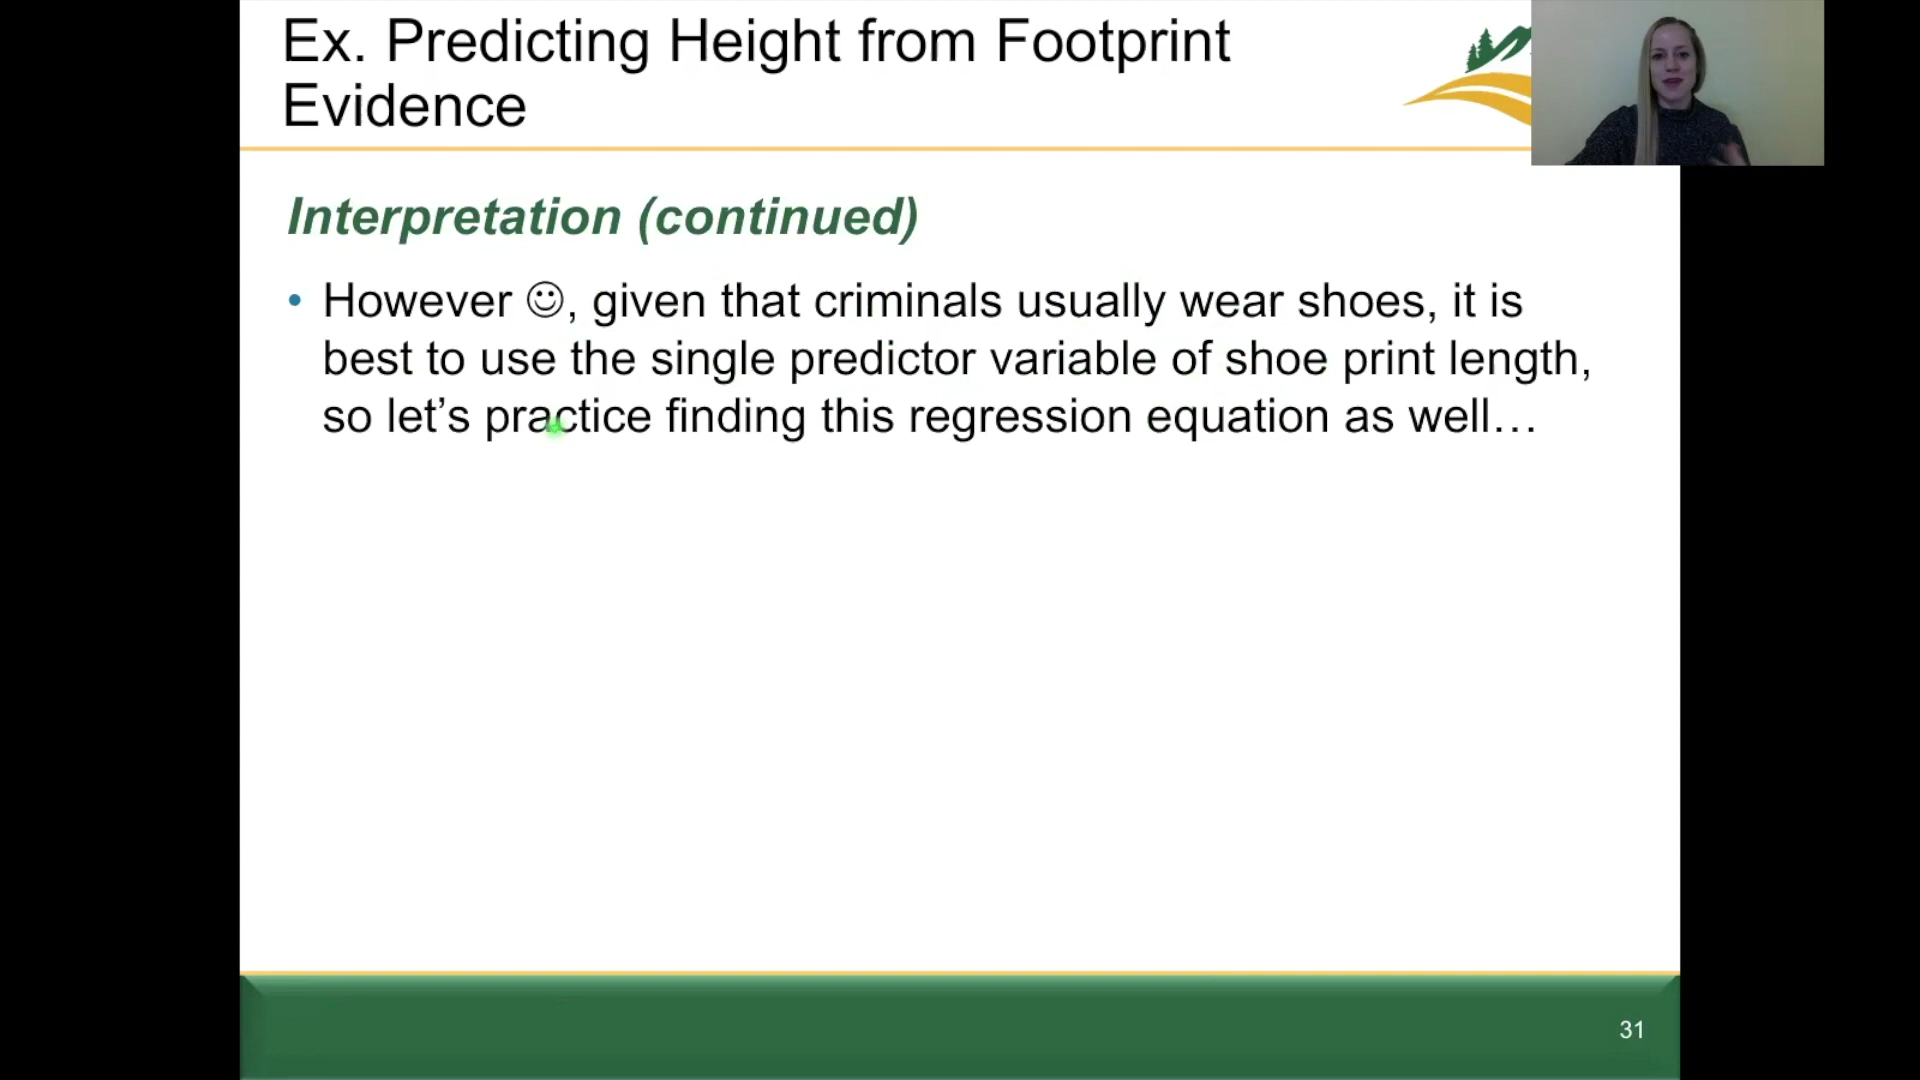 Ex. Predicting Height from Footprint
Evidence
Interpretation (continued)
• However ☺, given that criminals usually wear shoes, it is
best to use the single predictor variable of shoe print length,
so let’s practice finding this regression equation as well…
31